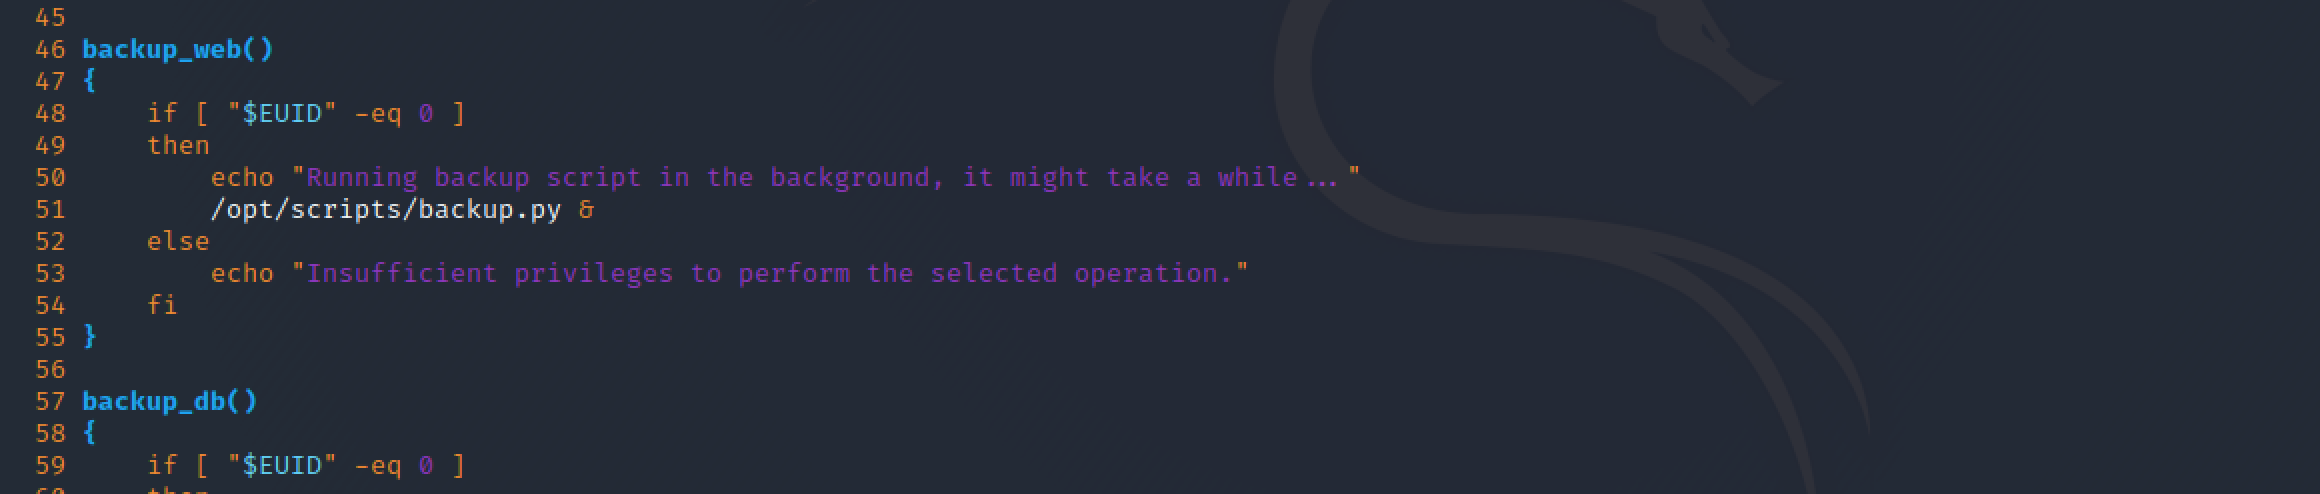 45
46 backup_web()
47 {
48     if [ "$EUID" -eq 0 ]
49     then
50         echo "Running backup script in the background, it might take a while..."
51         /opt/scripts/backup.py &
52     else
53         echo "Insufficient privileges to perform the selected operation."
54     fi
55 }
56
57 backup_db()
58 {
59     if [ "$EUID" -eq 0 ]
60     then